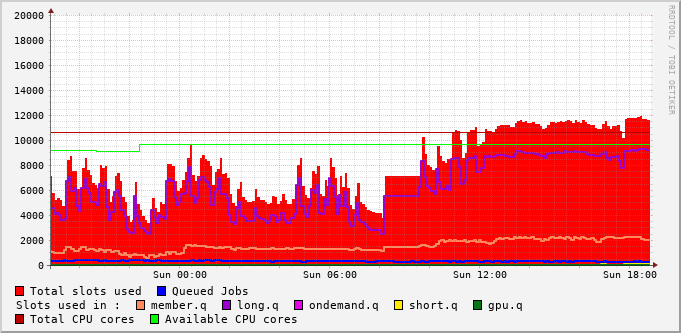 RRDTOOL / TOBI OETIKER
20000
18000
16000
14000
12000
10000
8000
6000
4000
2000
0
Sun 00:00 Sun 06:00 Sun 12:00 Sun 18:00
Total slots used Queued Jobs
Slots used in : member.q long.q ondemand.q short.q gpu.q
Total CPU cores Available CPU cores